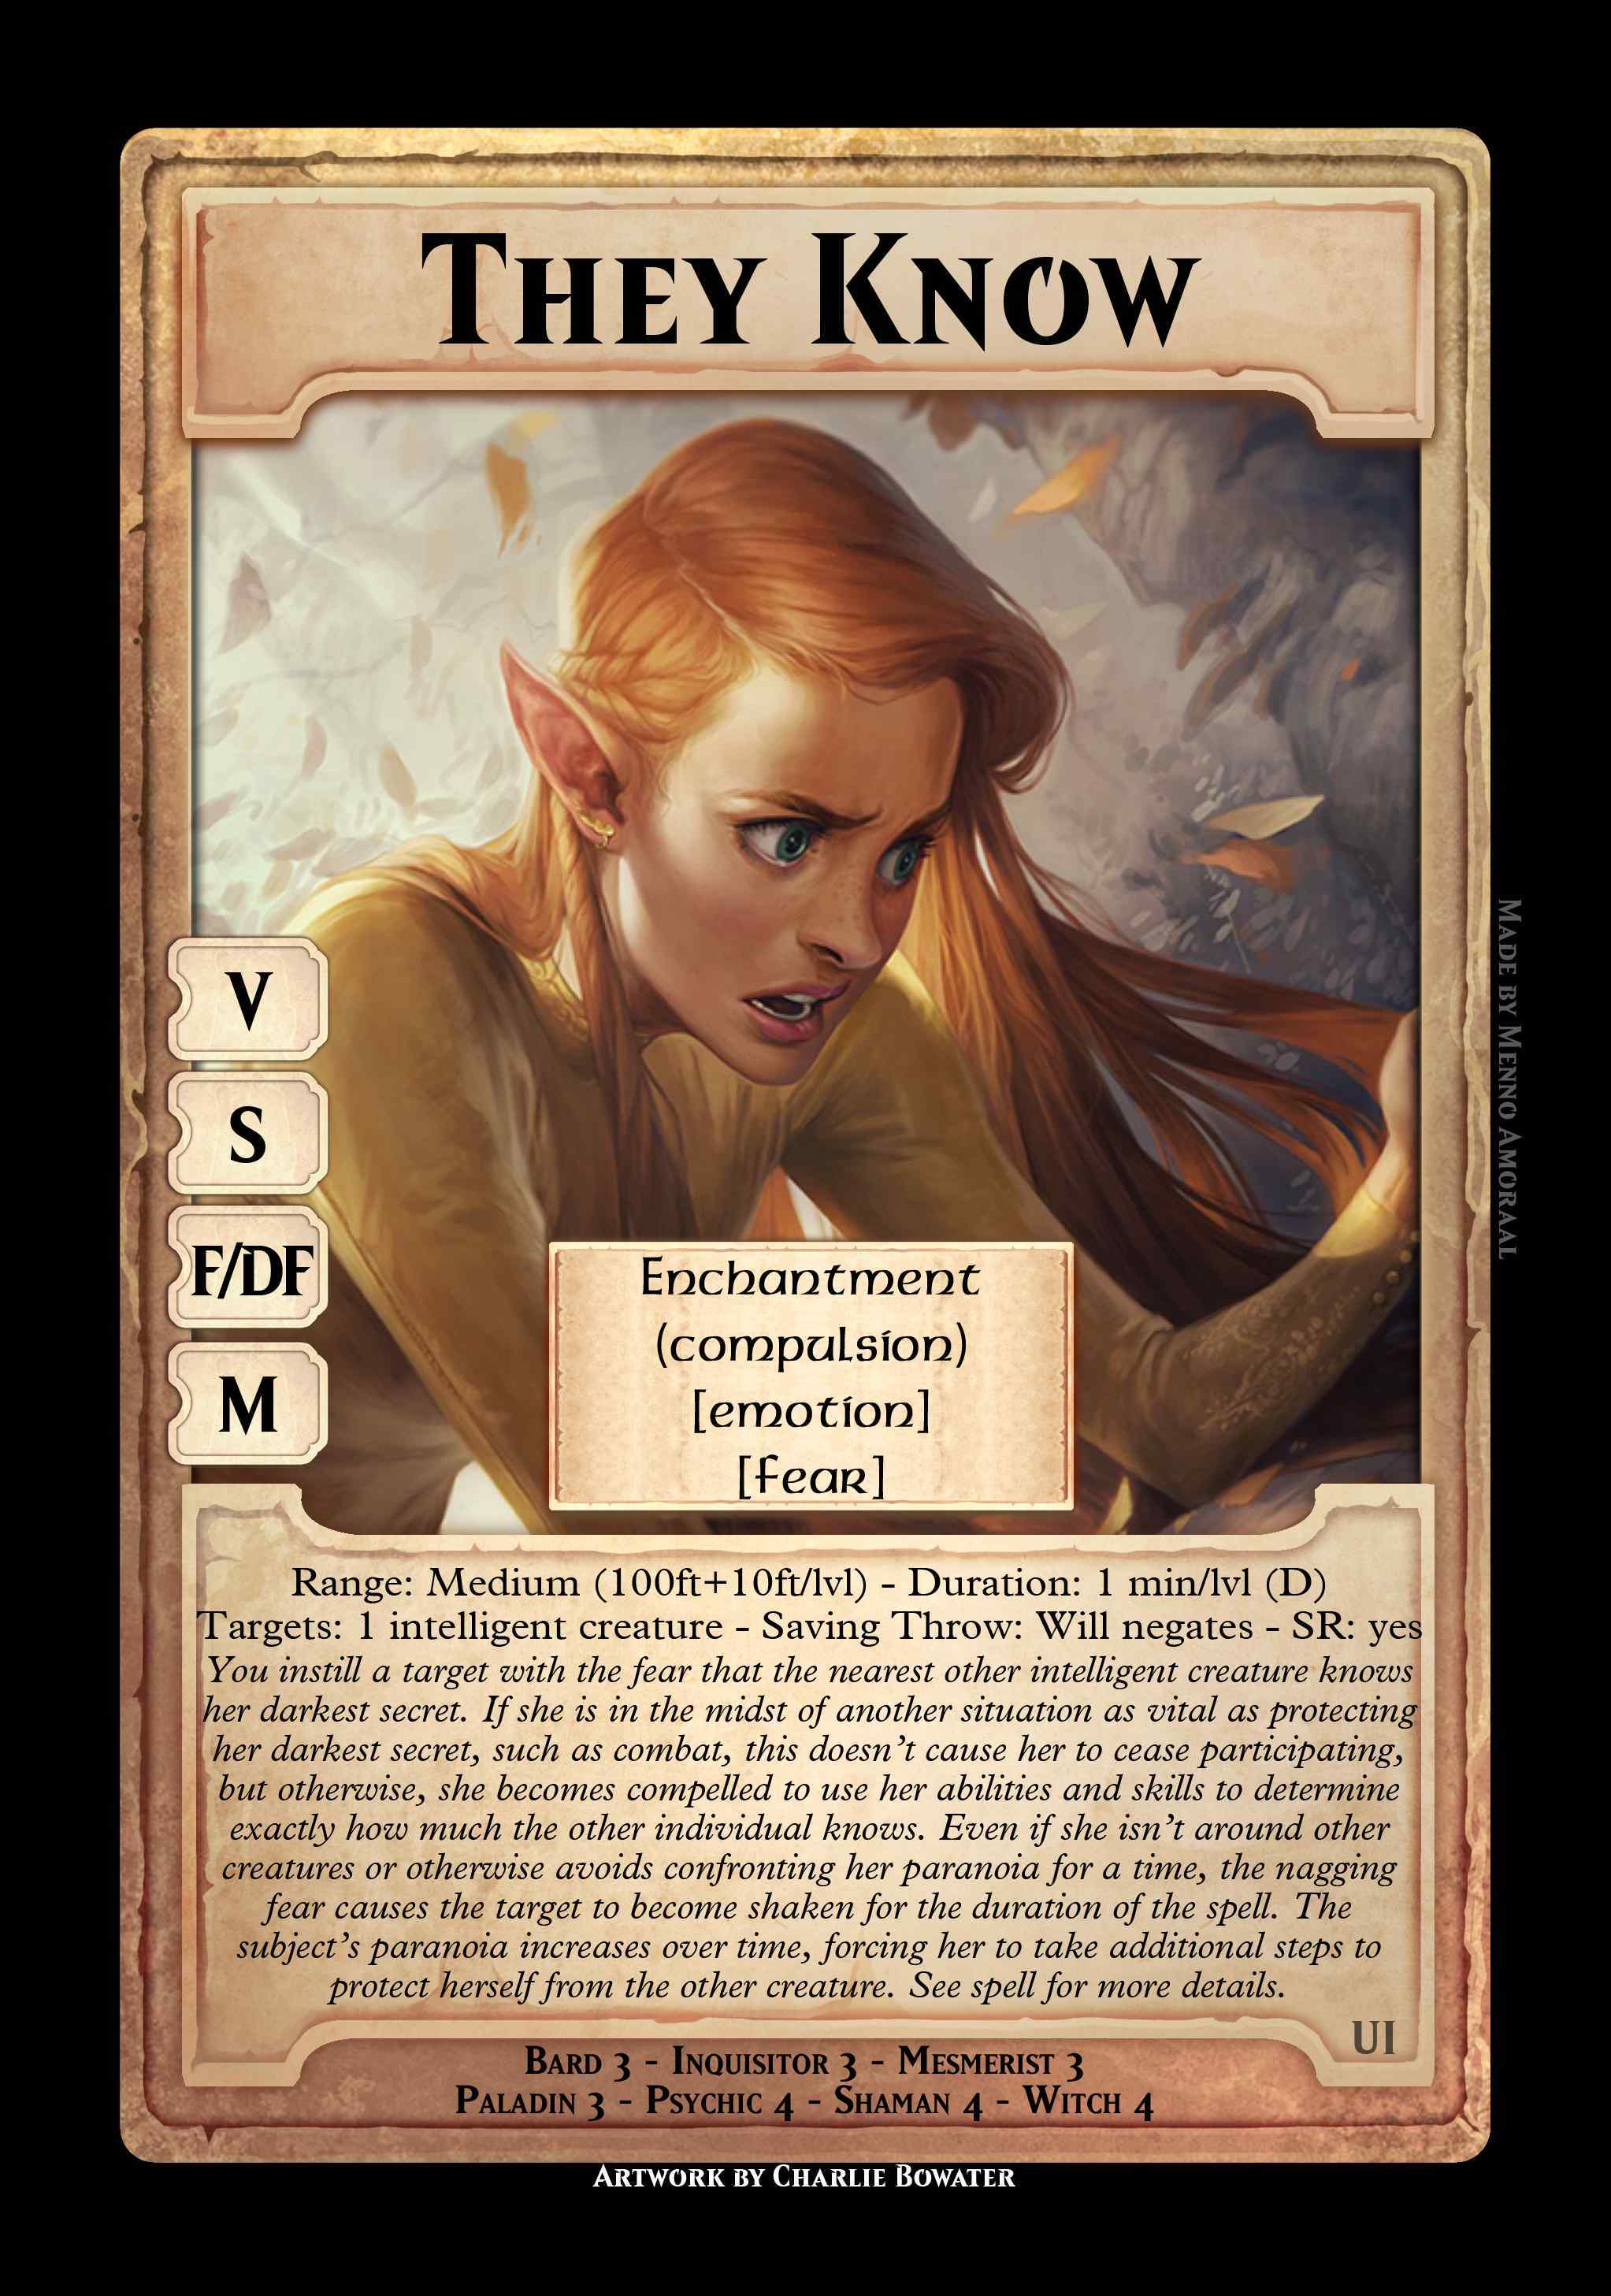 They Know
V
S
F/DF
M
Enchantment
(compulsion)
[emotion]
[fear]
Range: Medium (100ft+10ft/lvl) - Duration: 1 min/lvl (D)
Targets: 1 intelligent creature - Saving Throw: Will negates - SR: yes
You instill a target with the fear that the nearest other intelligent creature knows
her darkest secret. If she is in the midst of another situation as vital as protecting
her darkest secret, such as combat, this doesn't cause her to cease participating,
but otherwise, she becomes compelled to use her abilities and skills to determine
exactly how much the other individual knows. Even if she isn't around other
creatures or otherwise avoids confronting her paranoia for a time, the nagging
fear causes the target to become shaken for the duration of the spell. The
subject's paranoia increases over time, forcing her to take additional steps to
protect herself from the other creature. See spell for more details.
UI
Bard 3 - Inquisitor 3 - Mesmerist 3
Paladin 3 - Psychic 4 - Shaman 4 - Witch 4
Artwork by Charlie Bowater
Made by Menno Amoraal